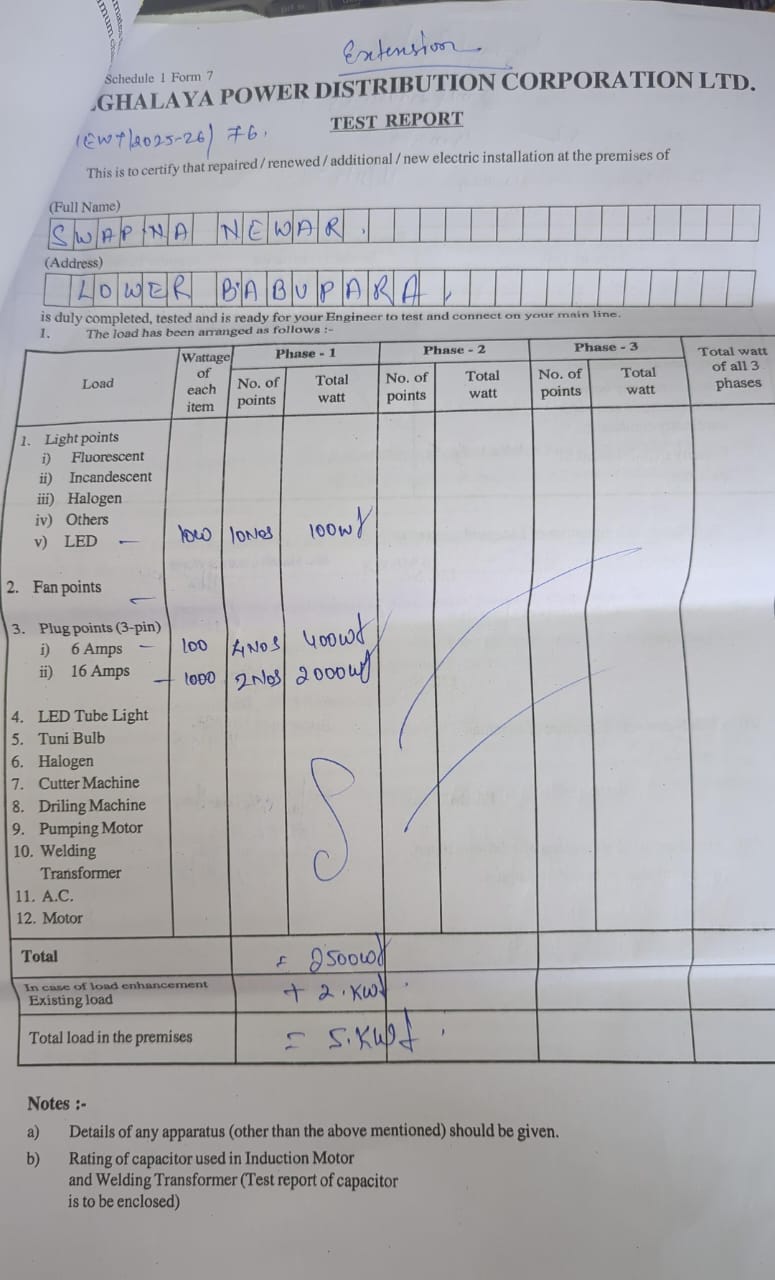 Extension.
Schedule 1 Form 7
GHALAYA POWER DISTRIBUTION CORPORATION LTD.
TEST REPORT
2025-26/ 76.
This is to certify that repaired / renewed / additional / new electric installation at the premises of
(Full Name)
SWAPNA NEWAR.
(Address)
LOWER BABUPARA,
is duly completed, tested and is ready for your Engineer to test and connect on your main line.
1. The load has been arranged as follows :-
Load Wattage of each item Phase - 1 Phase - 2 Phase - 3 Total watt of all 3 phases
No. of points Total watt No. of points Total watt No. of points Total watt
1. Light points
i) Fluorescent
ii) Incandescent
iii) Halogen
iv) Others
v) LED — 10W 10Nos 100W
2. Fan points —
3. Plug points (3-pin)
i) 6 Amps — 100 4Nos 400W
ii) 16 Amps — 1000 2Nos 2000W
4. LED Tube Light
5. Tuni Bulb
6. Halogen
7. Cutter Machine
8. Driling Machine
9. Pumping Motor
10. Welding
Transformer
11. A.C.
12. Motor
Total = 2500W
In case of load enhancement
Existing load + 2.KW
Total load in the premises = 5.KW
Notes :-
a) Details of any apparatus (other than the above mentioned) should be given.
b) Rating of capacitor used in Induction Motor
and Welding Transformer (Test report of capacitor
is to be enclosed)